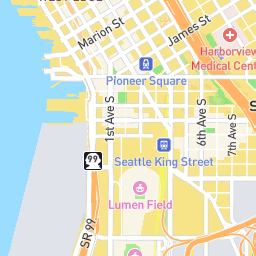 Marion St
James St
Harborview
Medical Cent
Pioneer Square
1st Ave S
6th Ave S
7th Ave S
Seattle King Street
99
Lumen Field
SR 99